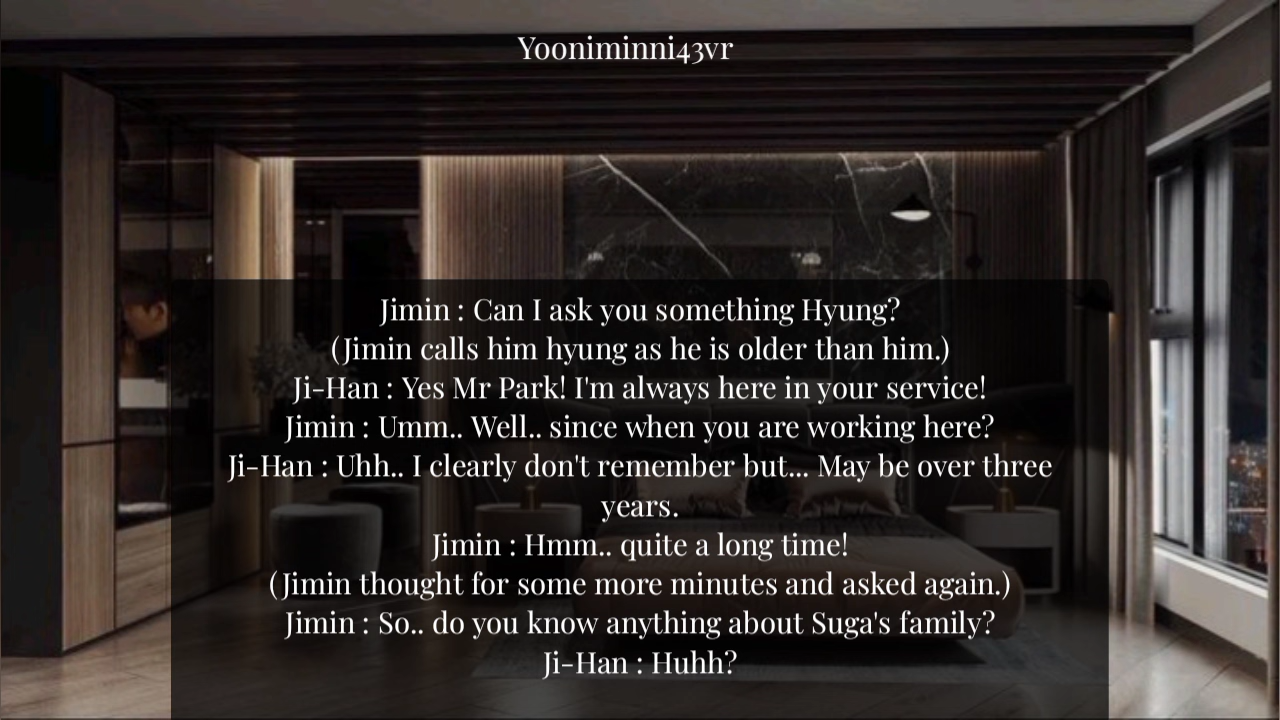 Yooniminni43vr
Jimin : Can I ask you something Hyung?
(Jimin calls him hyung as he is older than him.)
Ji-Han : Yes Mr Park! I'm always here in your service!
Jimin : Umm.. Well.. since when you are working here?
Ji-Han : Uhh.. I clearly don't remember but... May be over three
years.
Jimin : Hmm.. quite a long time!
(Jimin thought for some more minutes and asked again.)
Jimin : So.. do you know anything about Suga's family?
Ji-Han : Huhh?